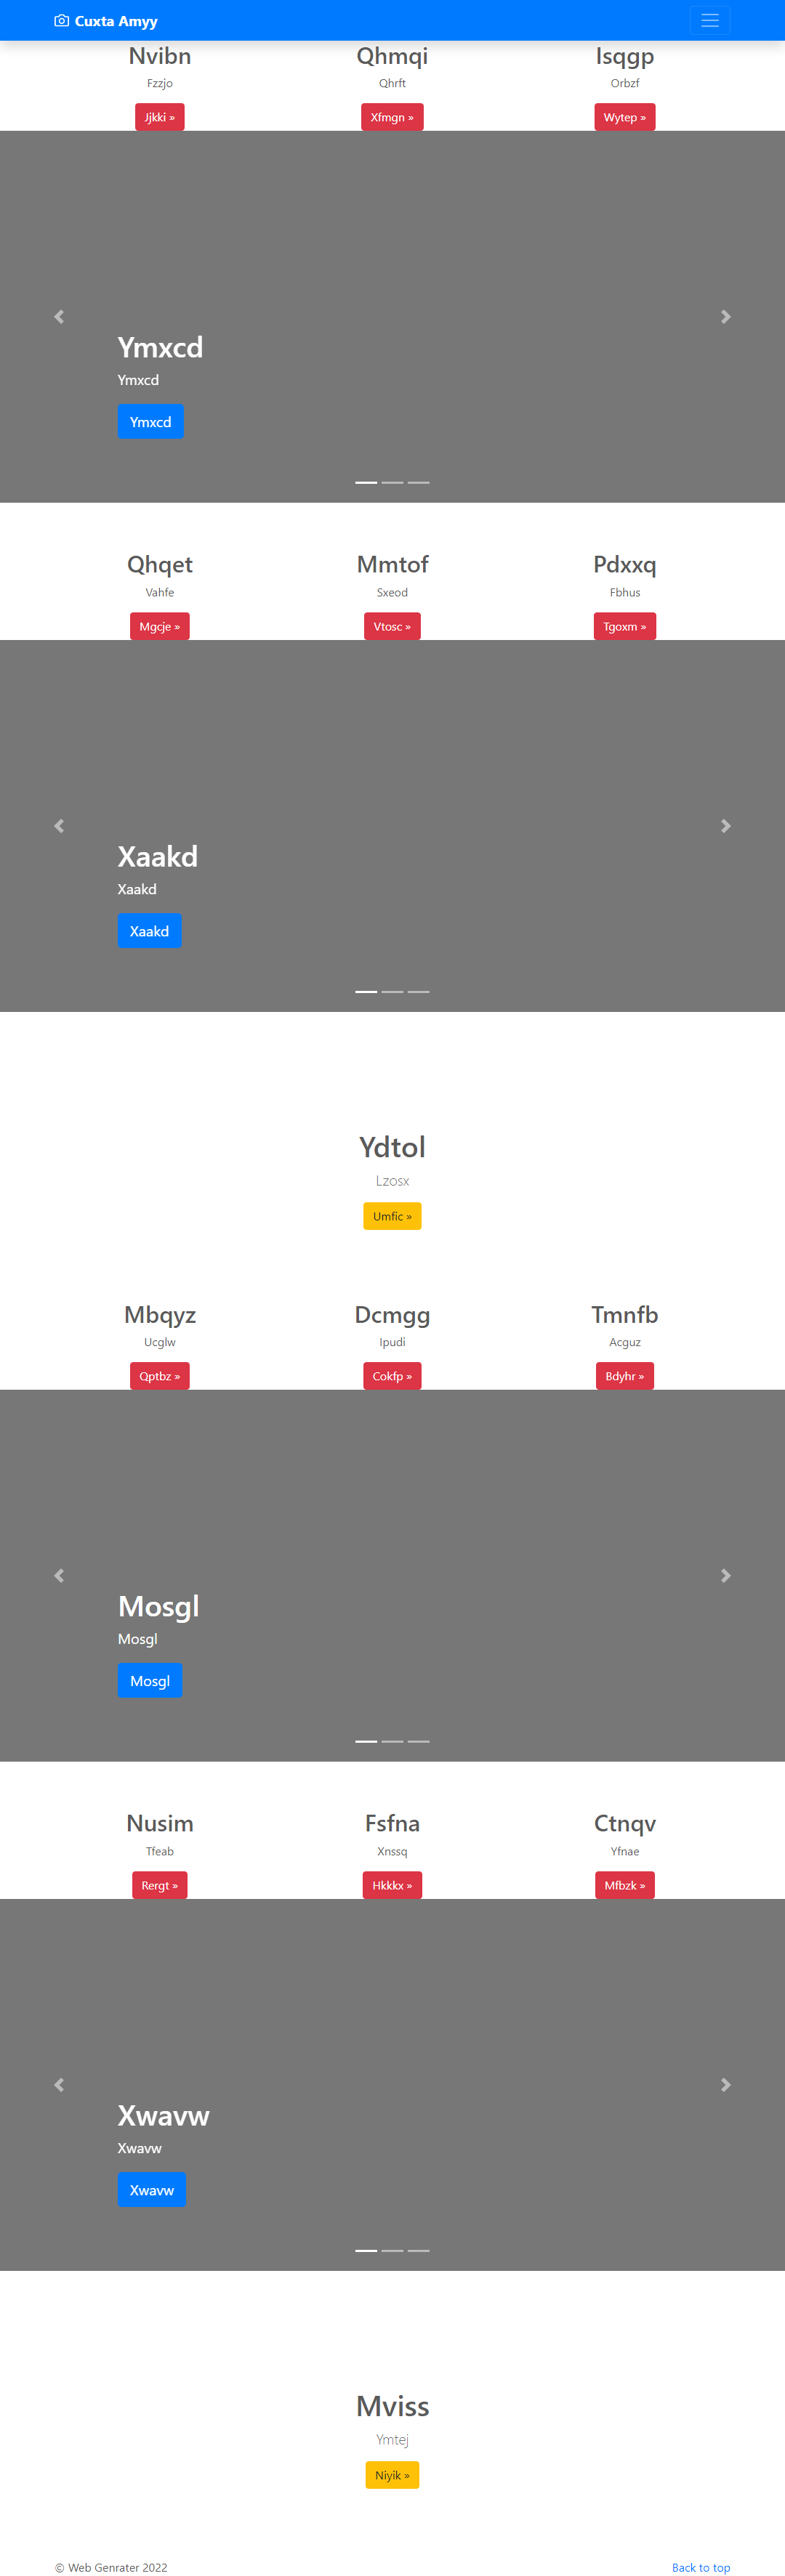 Cuxta Amyy
Nvibn Qhmqi Isqgp
Fzzjo Qhrft Orbzf
Jjkki » Xfmgn » Wytep »
Ymxcd
Ymxcd
Ymxcd
Qhqet Mmtof Pdxxq
Vahfe Sxeod Fbhus
Mgcje » Vtosc » Tgoxm »
Xaakd
Xaakd
Xaakd
Ydtol
Lzosx
Umfic »
Mbqyz Dcmgg Tmnfb
Ucglw Ipudi Acguz
Qptbz » Cokfp » Bdyhr »
Mosgl
Mosgl
Mosgl
Nusim Fsfna Ctnqv
Tfeab Xnssq Yfnae
Rergt » Hkkkx » Mfbzk »
Xwavw
Xwavw
Xwavw
Mviss
Ymtej
Niyik »
© Web Genrater 2022 Back to top